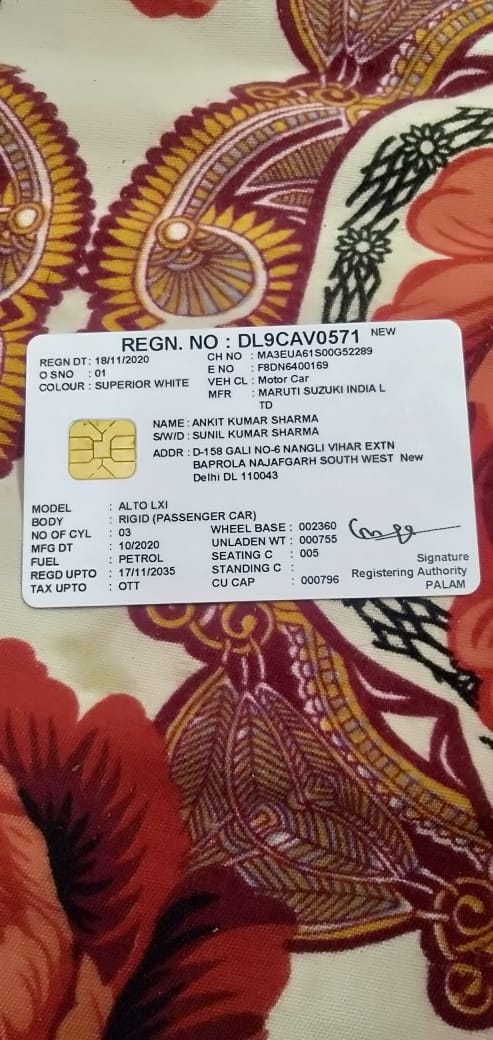 REGN. NO : DL9CAV0571 NEW
REGN DT: 18/11/2020 CH NO : MA3EUA61S00G52289
O SNO : 01 E NO : F8DN6400169
COLOUR : SUPERIOR WHITE VEH CL : Motor Car
MFR : MARUTI SUZUKI INDIA L
TD
NAME : ANKIT KUMAR SHARMA
S/W/D : SUNIL KUMAR SHARMA
ADDR : D-158 GALI NO-6 NANGLI VIHAR EXTN
BAPROLA NAJAFGARH SOUTH WEST New
Delhi DL 110043
MODEL : ALTO LXI
BODY : RIGID (PASSENGER CAR)
NO OF CYL : 03 WHEEL BASE : 002360
MFG DT : 10/2020 UNLADEN WT : 000755
FUEL : PETROL SEATING C : 005 Signature
REGD UPTO : 17/11/2035 STANDING C : Registering Authority
TAX UPTO : OTT CU CAP : 000796 PALAM